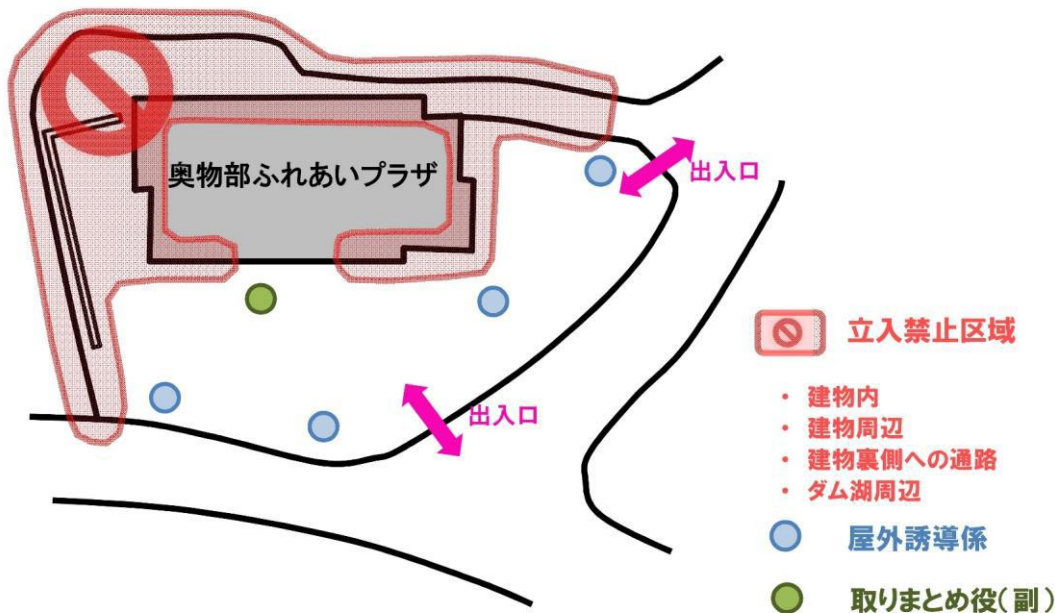 奥物部ふれあいプラザ
出入口
出入口
立入禁止区域
・ 建物内
・ 建物周辺
・ 建物裏側への通路
・ ダム湖周辺
屋外誘導係
取りまとめ役(副)